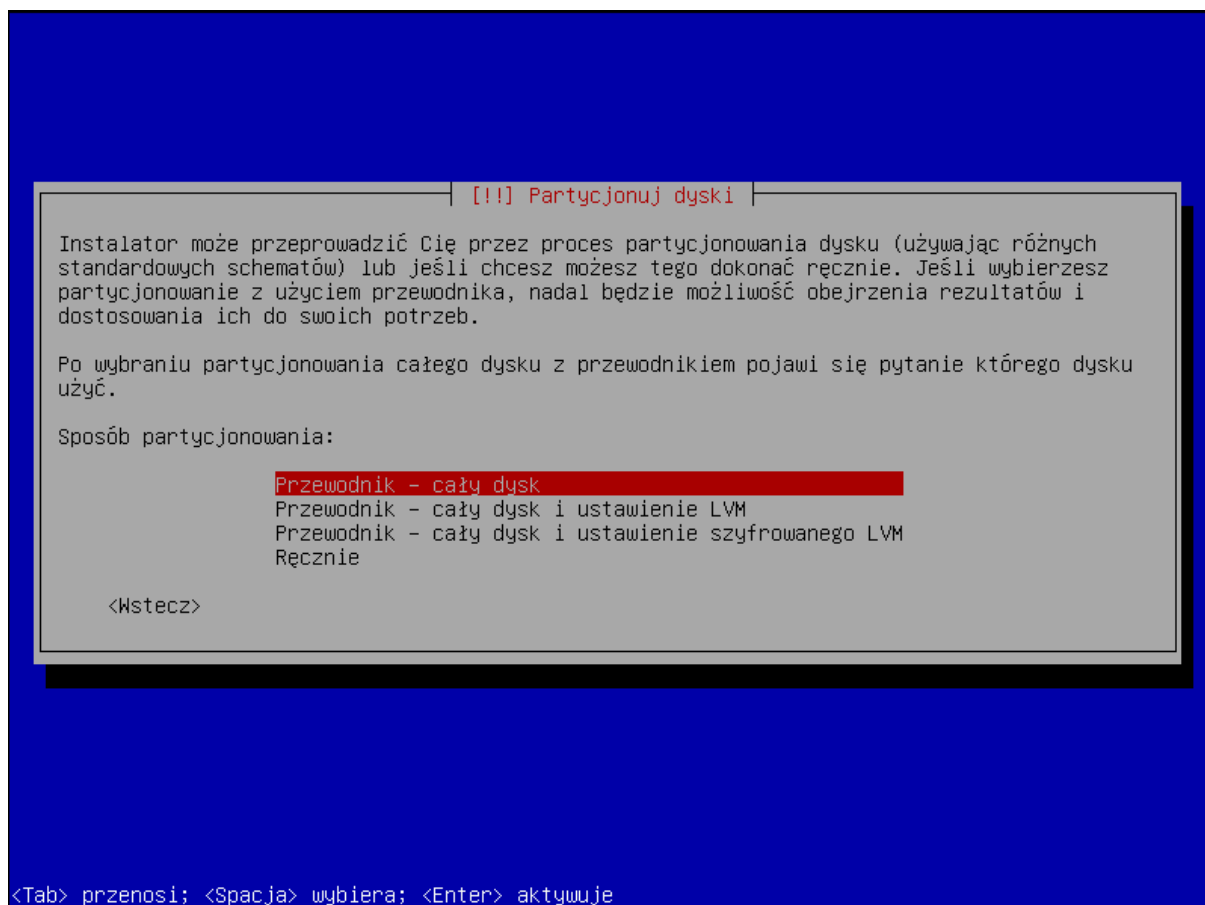 [!!] Partycjonuj dyski
Instalator może przeprowadzić Cię przez proces partycjonowania dysku (używając różnych
standardowych schematów) lub jeśli chcesz możesz tego dokonać ręcznie. Jeśli wybierzesz
partycjonowanie z użyciem przewodnika, nadal będzie możliwość obejrzenia rezultatów i
dostosowania ich do swoich potrzeb.
Po wybraniu partycjonowania całego dysku z przewodnikiem pojawi się pytanie którego dysku
użyć.
Sposób partycjonowania:
Przewodnik – cały dysk
Przewodnik – cały dysk i ustawienie LVM
Przewodnik – cały dysk i ustawienie szyfrowanego LVM
Ręcznie
<Wstecz>
<Tab> przenosi; <Spacja> wybiera; <Enter> aktywuje